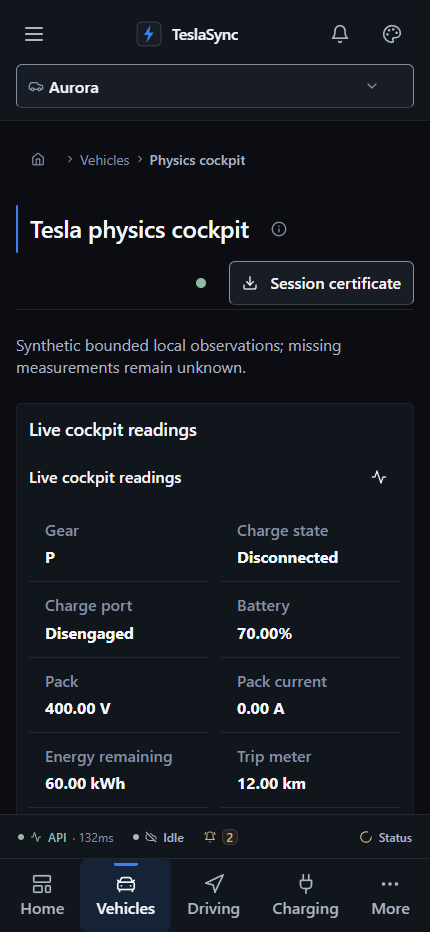 TeslaSync
Aurora
Vehicles
Physics cockpit
Tesla physics cockpit
Session certificate
Synthetic bounded local observations; missing
measurements remain unknown.
Live cockpit readings
Live cockpit readings
Gear
P
Charge state
Disconnected
Charge port
Disengaged
Battery
70.00%
Pack
400.00 V
Pack current
0.00 A
Energy remaining
60.00 kWh
Trip meter
12.00 km
API · 132ms
Idle
2
Status
Home
Vehicles
Driving
Charging
More